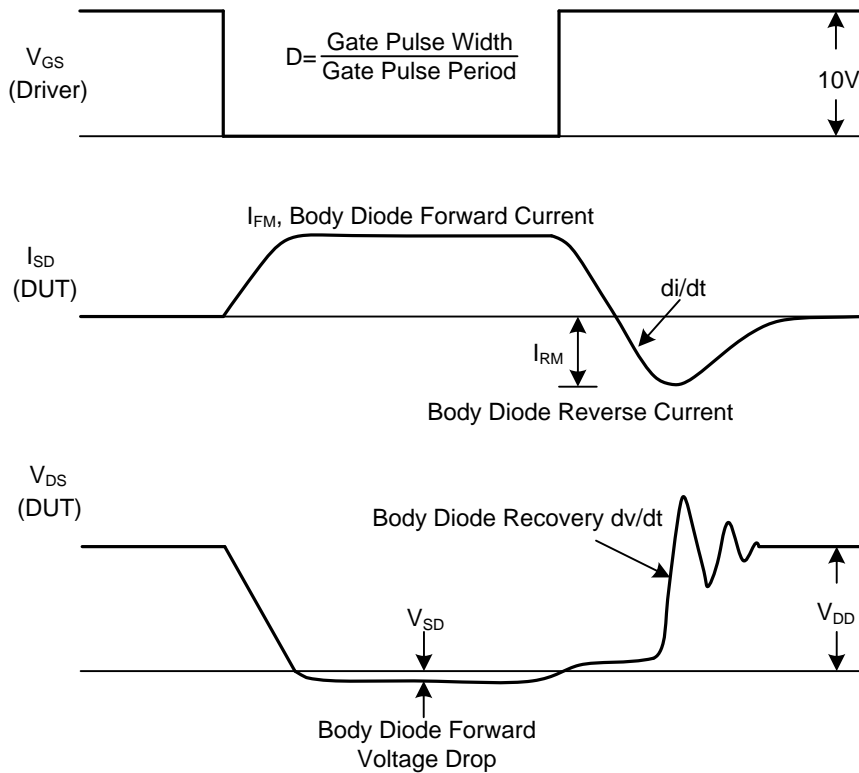 V_GS
(Driver)
D= Gate Pulse Width
Gate Pulse Period
10V
I_FM, Body Diode Forward Current
I_SD
(DUT)
di/dt
I_RM
Body Diode Reverse Current
V_DS
(DUT)
Body Diode Recovery dv/dt
V_SD
V_DD
Body Diode Forward
Voltage Drop